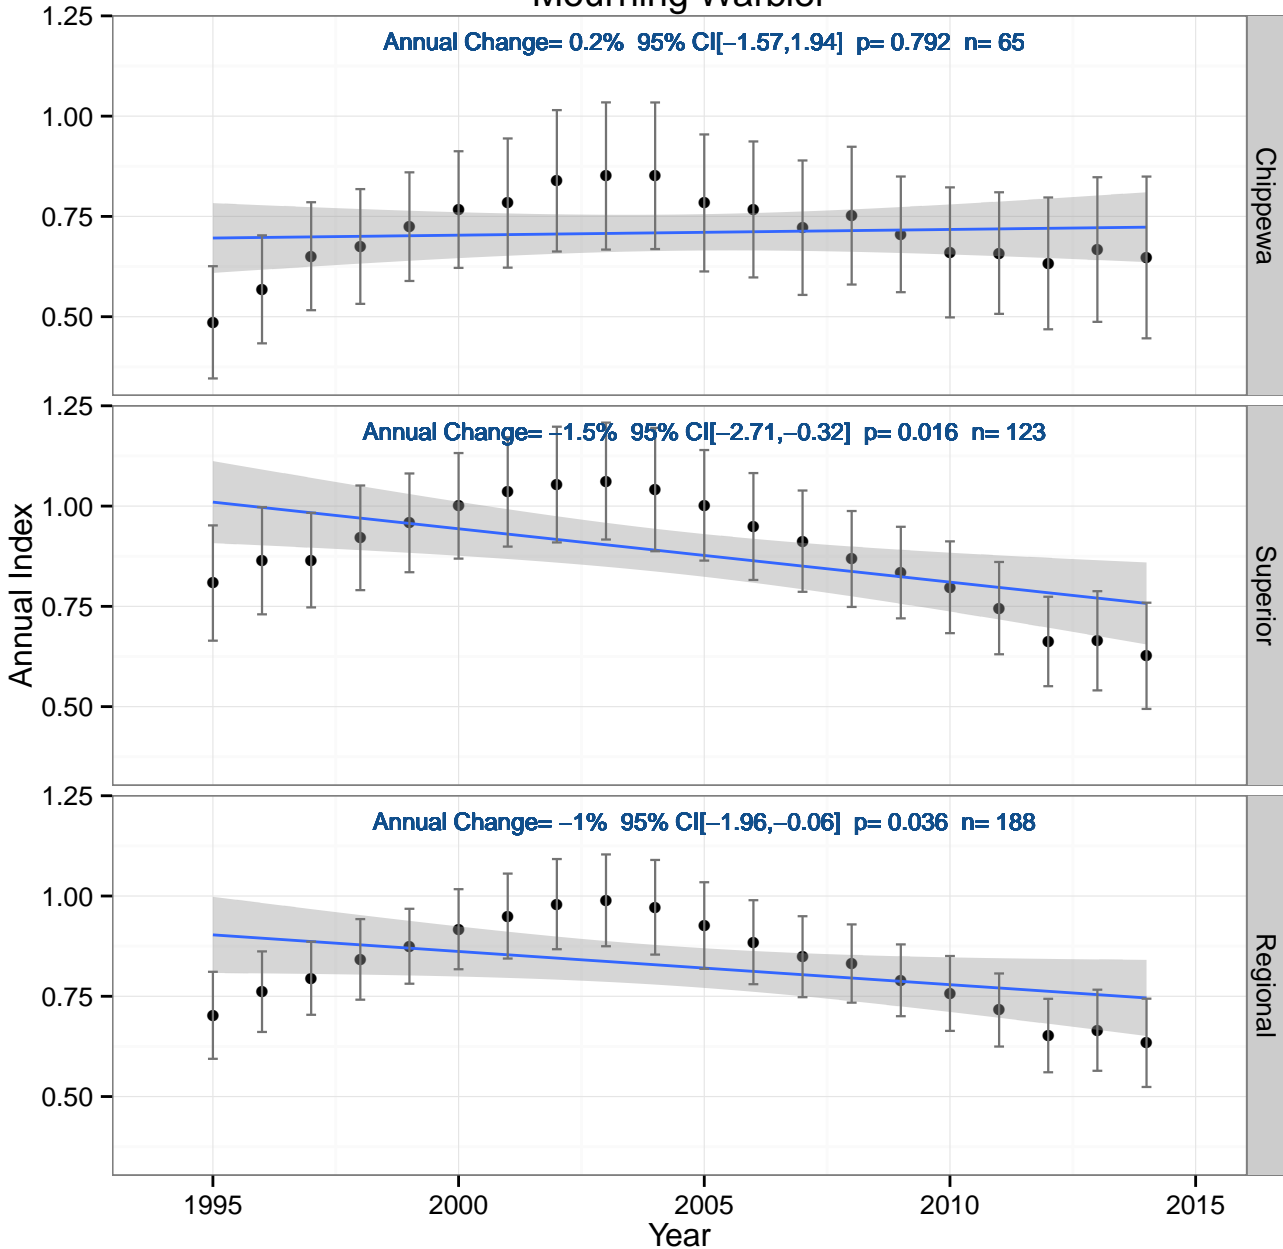 Mourning Warbler
Annual Change= 0.2% 95% CI[−1.57,1.94] p= 0.792 n= 65
1.25
1.00
0.75
0.50
Chippewa
Annual Change= −1.5% 95% CI[−2.71,−0.32] p= 0.016 n= 123
1.25
1.00
0.75
0.50
Superior
Annual Index
Annual Change= −1% 95% CI[−1.96,−0.06] p= 0.036 n= 188
1.25
1.00
0.75
0.50
Regional
1995 2000 2005 2010 2015
Year